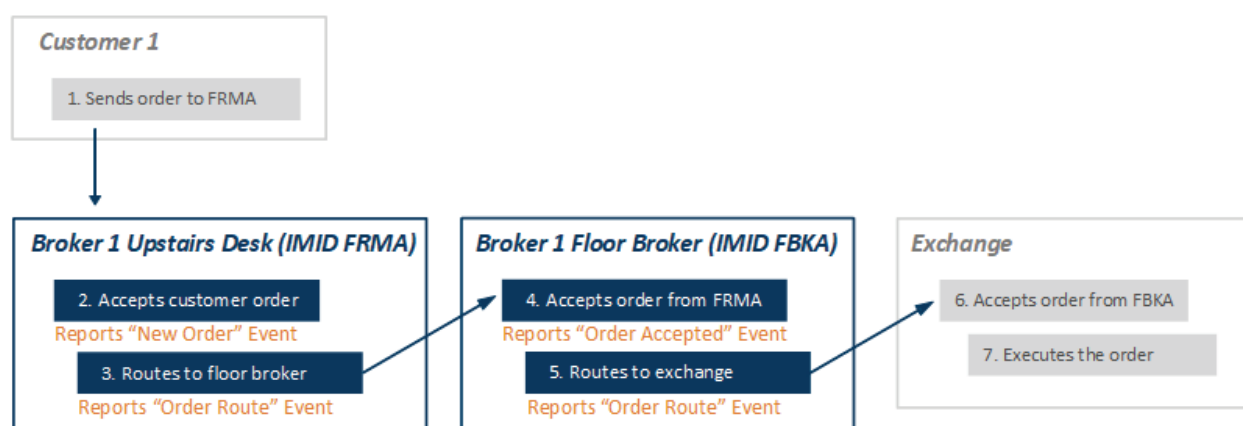 Customer 1
1. Sends order to FRMA
Broker 1 Upstairs Desk (IMID FRMA)
2. Accepts customer order
Reports “New Order” Event
3. Routes to floor broker
Reports “Order Route” Event
Broker 1 Floor Broker (IMID FBKA)
4. Accepts order from FRMA
Reports “Order Accepted” Event
5. Routes to exchange
Reports “Order Route” Event
Exchange
6. Accepts order from FBKA
7. Executes the order